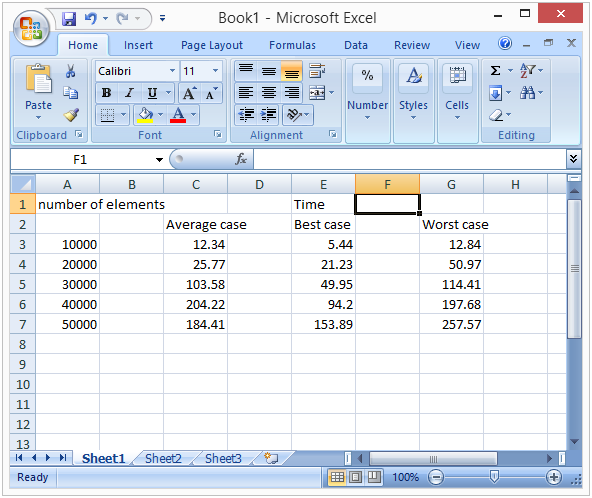 Book1 - Microsoft Excel
Home Insert Page Layout Formulas Data Review View
Calibri 11
Paste B I U A A Σ A Z
A % A Number Styles Cells
Clipboard Font Alignment Editing
F1 fx
A B C D E F G H
1 number of elements Time
2 Average case Best case Worst case
3 10000 12.34 5.44 12.84
4 20000 25.77 21.23 50.97
5 30000 103.58 49.95 114.41
6 40000 204.22 94.2 197.68
7 50000 184.41 153.89 257.57
8
9
10
11
12
13
Sheet1 Sheet2 Sheet3
Ready 100%